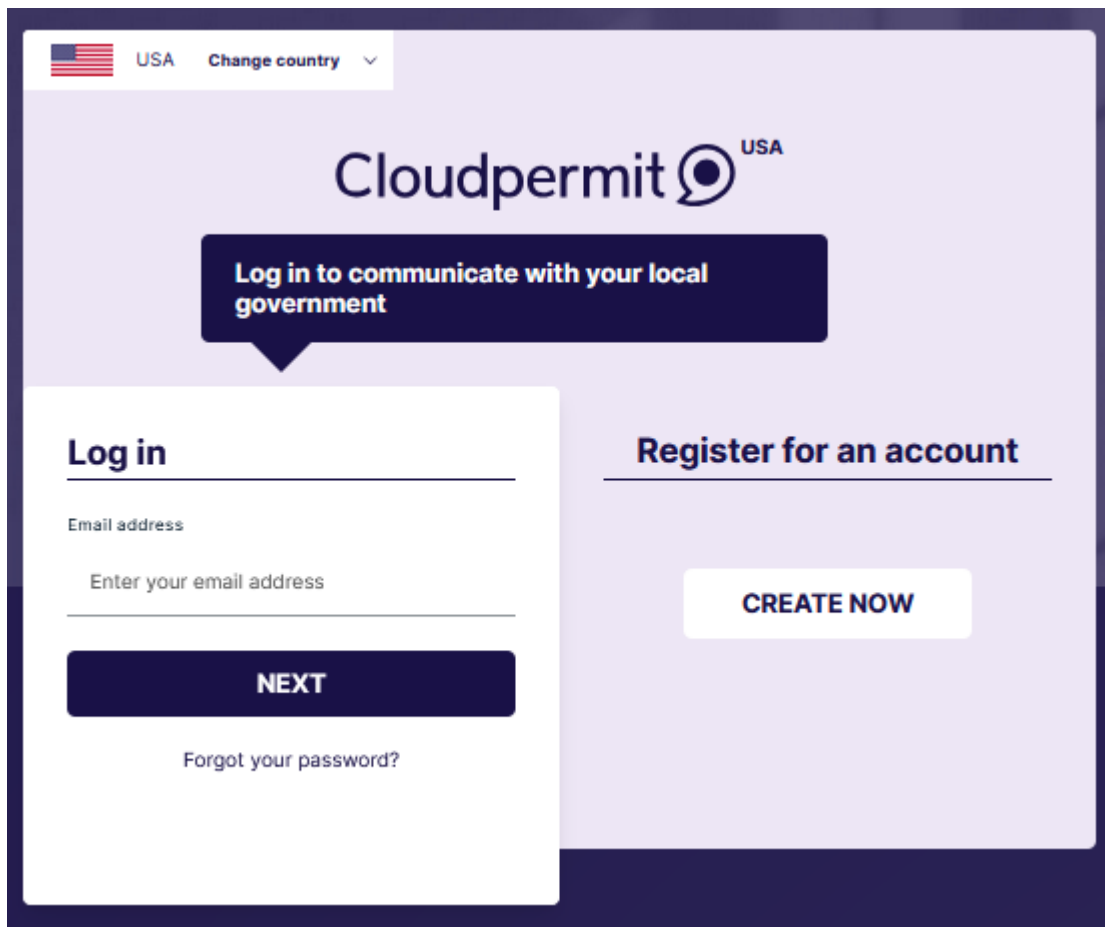 USA Change country
Cloudpermit USA
Log in to communicate with your local
government
Log in
Email address
Enter your email address
NEXT
Forgot your password?
Register for an account
CREATE NOW